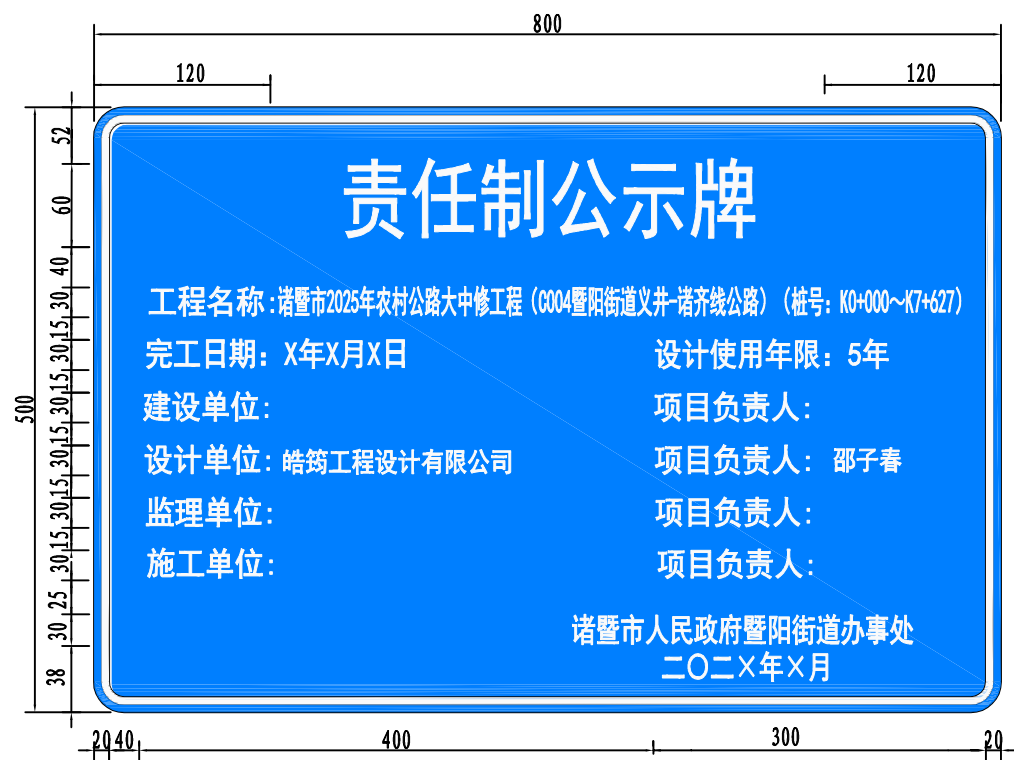 800
120 120
责任制公示牌
工程名称:诸暨市2025年农村公路大中修工程（C004暨阳街道义井-诸齐线公路）（桩号：K0+000～K7+627）
完工日期：X年X月X日 设计使用年限：5年
建设单位: 项目负责人:
设计单位: 皓筠工程设计有限公司 项目负责人: 邵子春
监理单位: 项目负责人:
施工单位: 项目负责人:
诸暨市人民政府暨阳街道办事处
二〇二×年×月
500
52
60
40
30
15
30
15
30
15
30
15
30
15
30
25
30
38
20 40 400 300 20